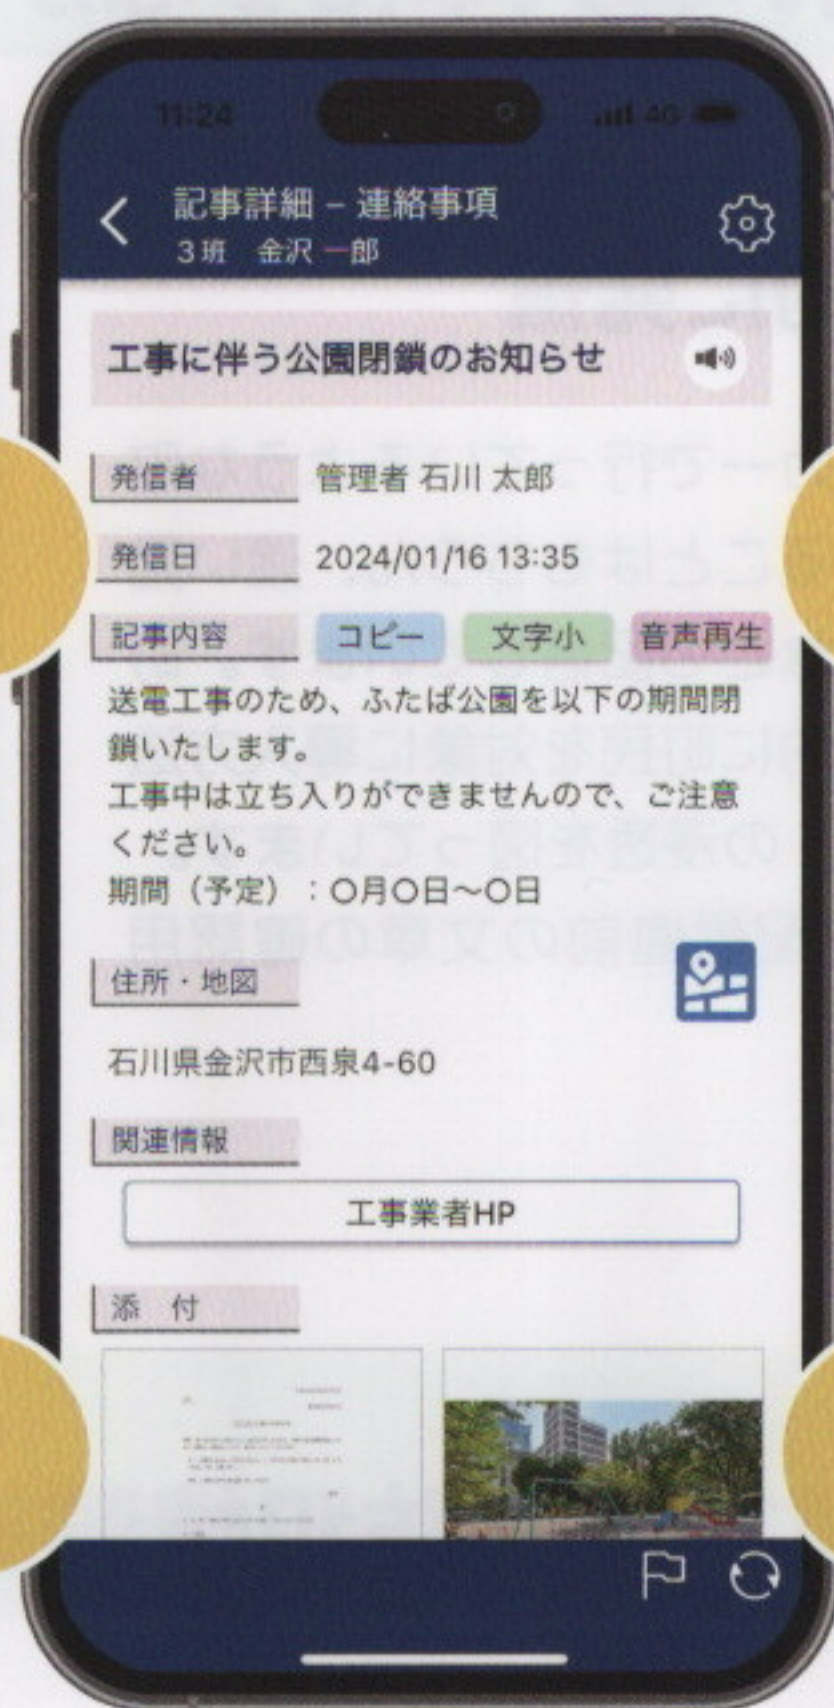 11:24 4G
記事詳細 – 連絡事項
3班 金沢 一郎
工事に伴う公園閉鎖のお知らせ
発信者 管理者 石川 太郎
発信日 2024/01/16 13:35
記事内容 コピー 文字小 音声再生
送電工事のため、ふたば公園を以下の期間閉
鎖いたします。
工事中は立ち入りができませんので、ご注意
ください。
期間（予定）：〇月〇日〜〇日
住所・地図
石川県金沢市西泉4-60
関連情報
工事業者HP
添 付